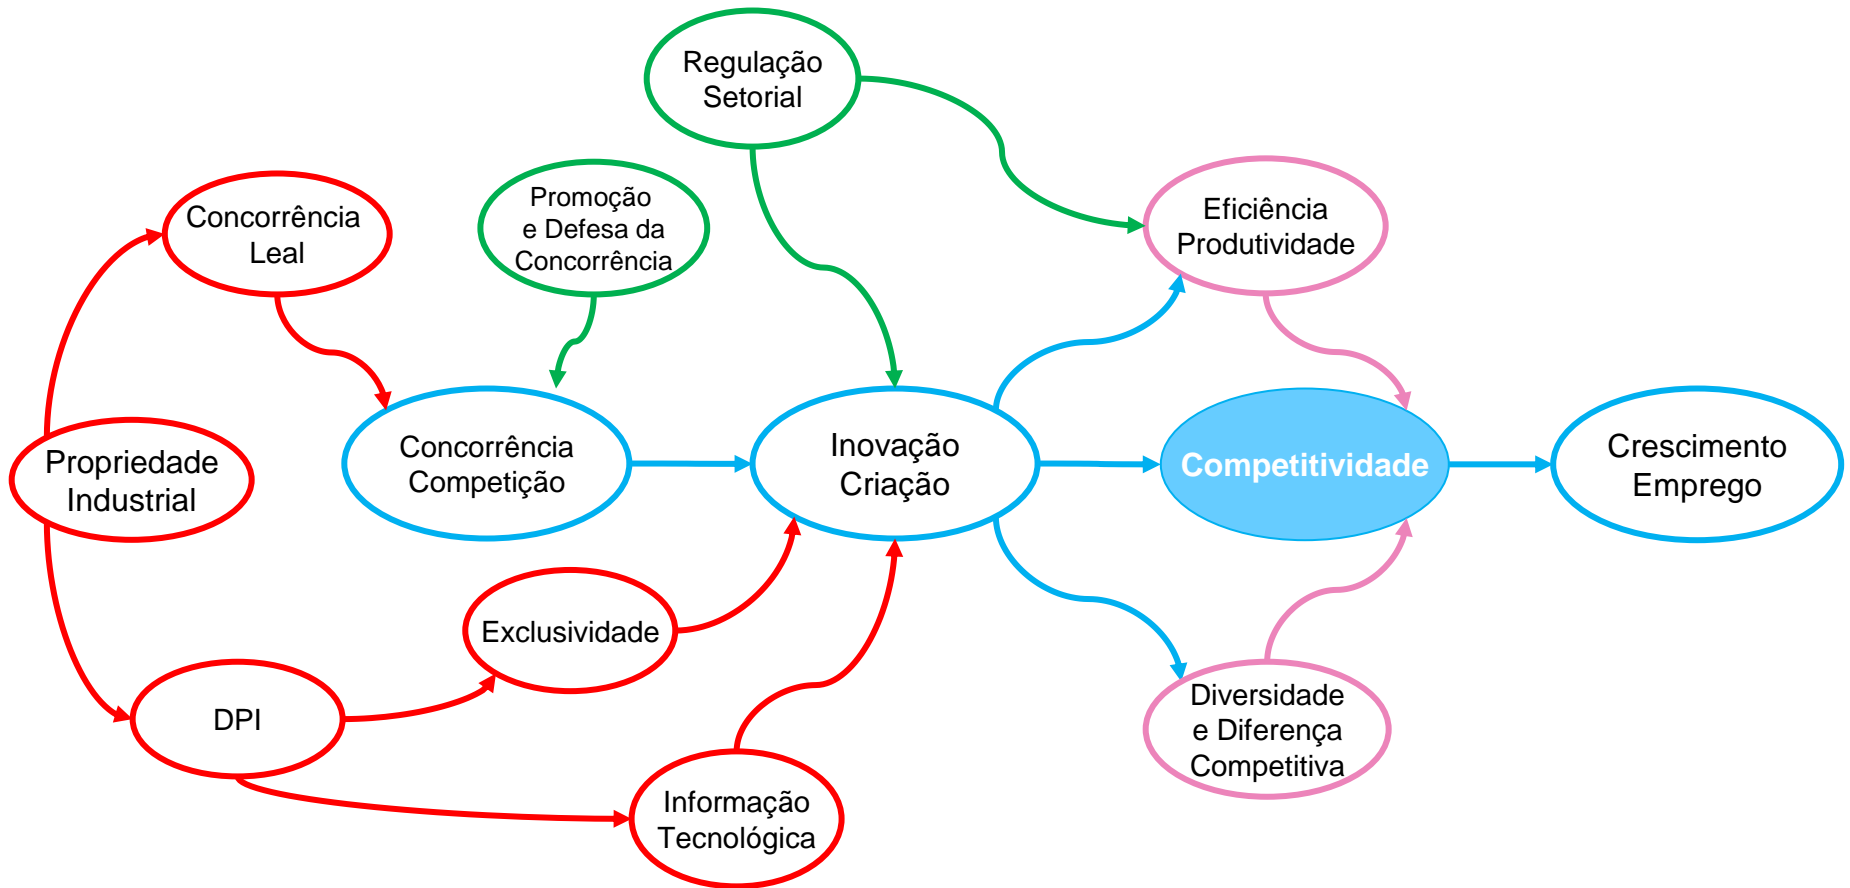 Regulação
Setorial
Concorrência
Leal
Promoção
e Defesa da
Concorrência
Eficiência
Produtividade
Propriedade
Industrial
Concorrência
Competição
Inovação
Criação
Competitividade
Crescimento
Emprego
Exclusividade
DPI
Diversidade
e Diferença
Competitiva
Informação
Tecnológica